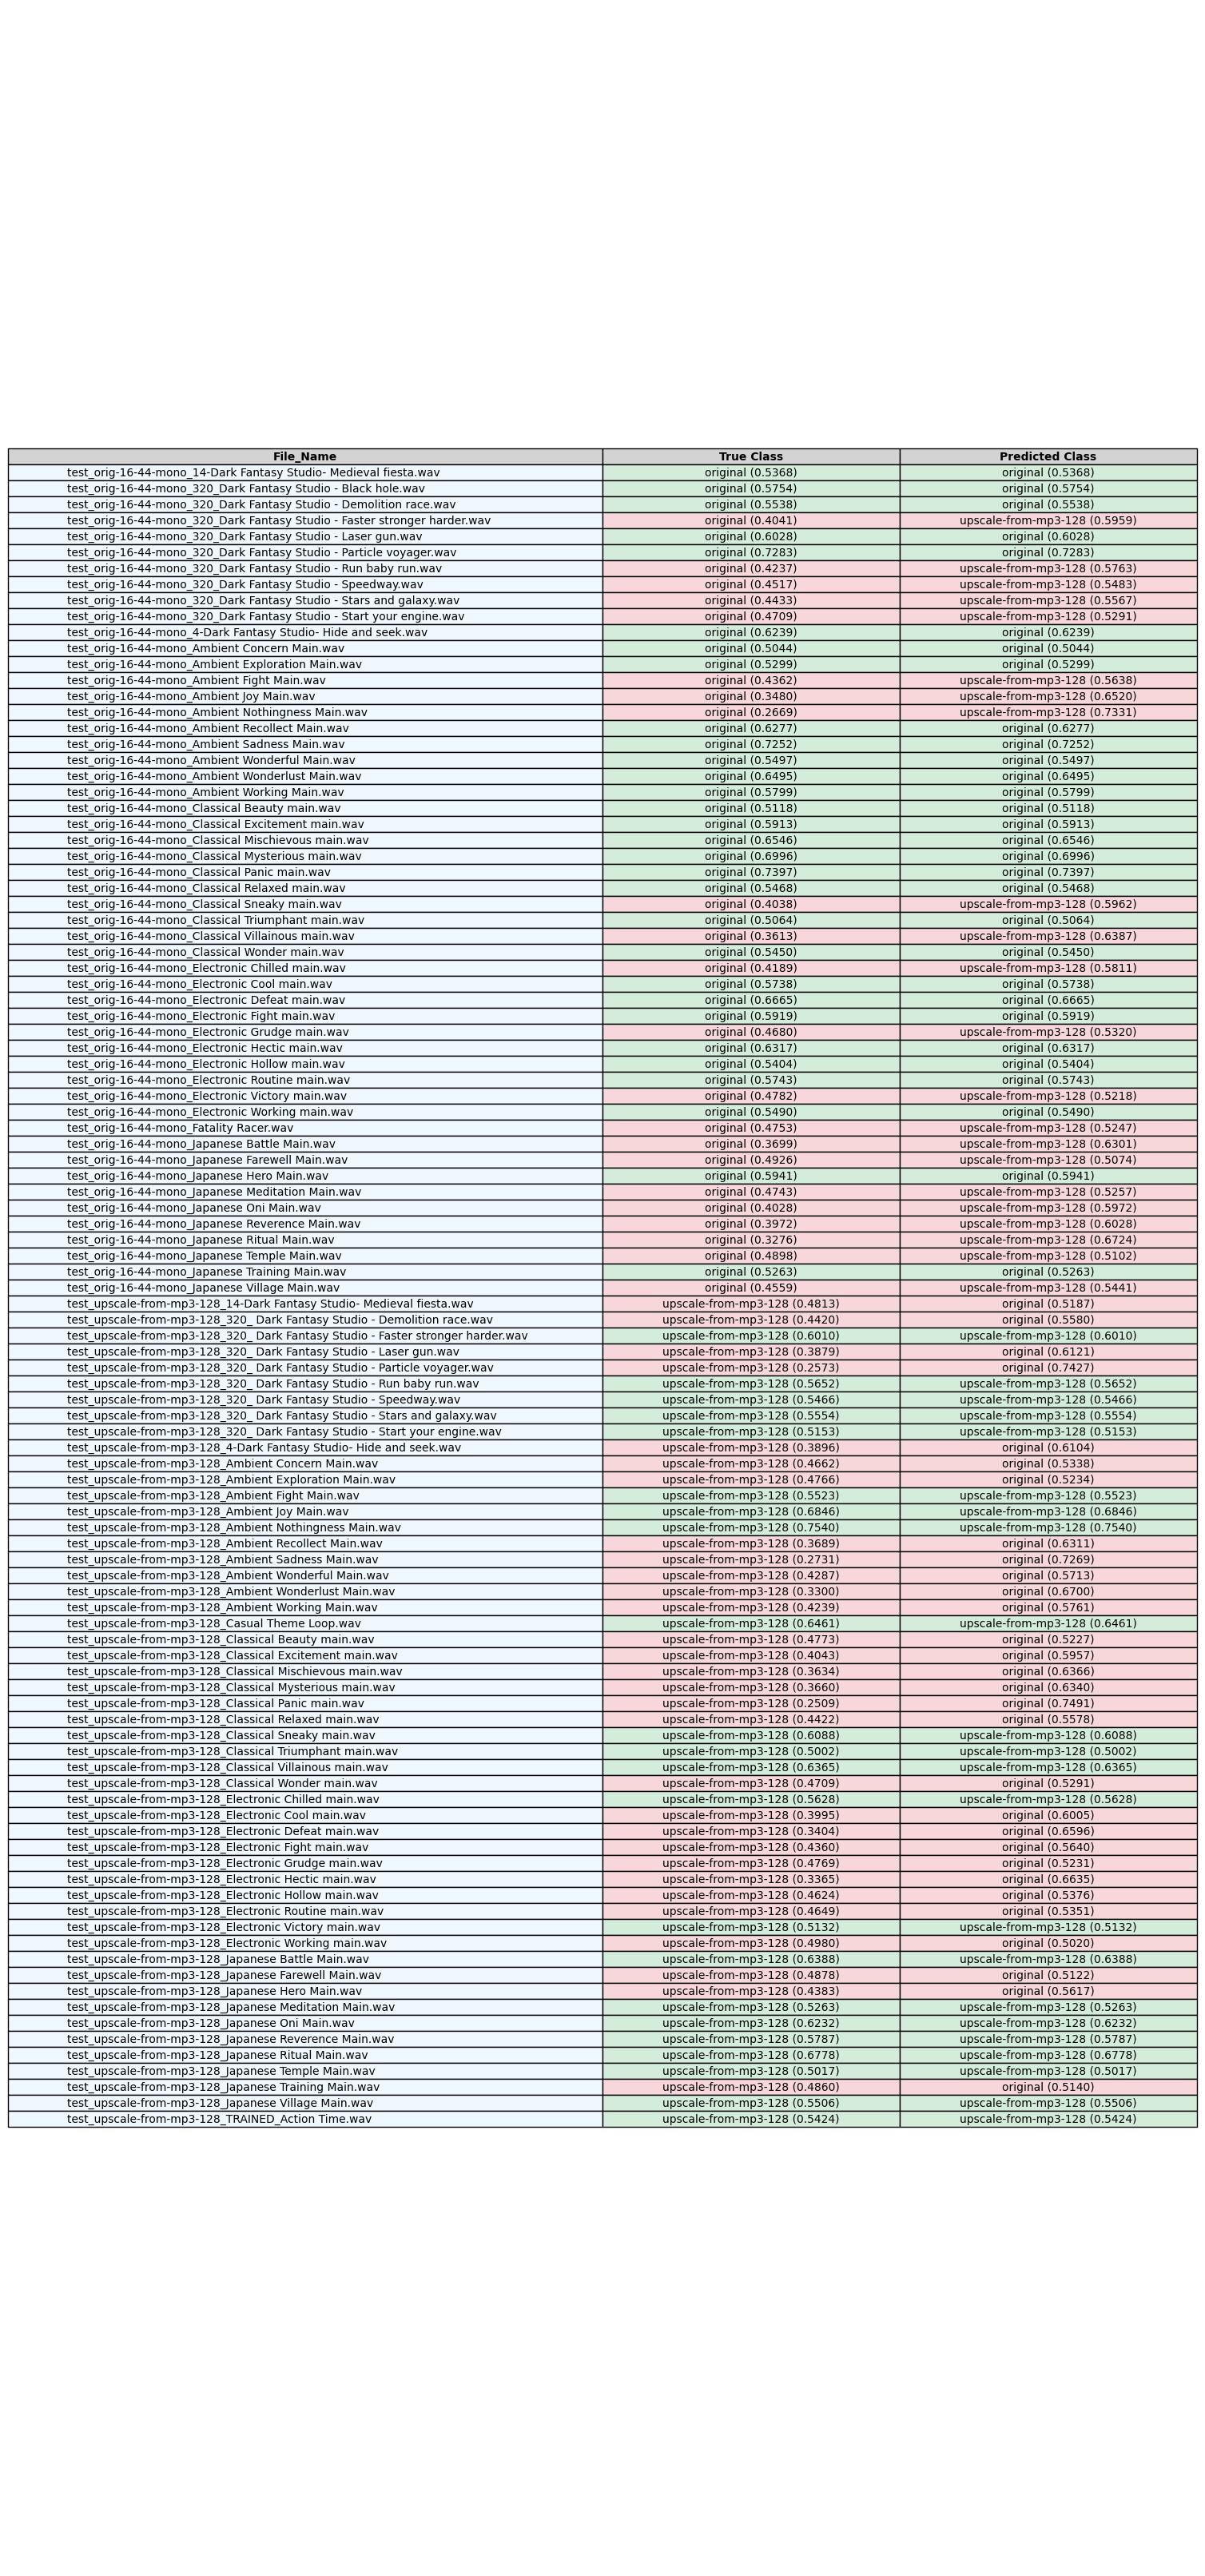 File_Name True Class Predicted Class
test_orig-16-44-mono_14-Dark Fantasy Studio- Medieval fiesta.wav original (0.5368) original (0.5368)
test_orig-16-44-mono_320_Dark Fantasy Studio - Black hole.wav original (0.5754) original (0.5754)
test_orig-16-44-mono_320_Dark Fantasy Studio - Demolition race.wav original (0.5538) original (0.5538)
test_orig-16-44-mono_320_Dark Fantasy Studio - Faster stronger harder.wav original (0.4041) upscale-from-mp3-128 (0.5959)
test_orig-16-44-mono_320_Dark Fantasy Studio - Laser gun.wav original (0.6028) original (0.6028)
test_orig-16-44-mono_320_Dark Fantasy Studio - Particle voyager.wav original (0.7283) original (0.7283)
test_orig-16-44-mono_320_Dark Fantasy Studio - Run baby run.wav original (0.4237) upscale-from-mp3-128 (0.5763)
test_orig-16-44-mono_320_Dark Fantasy Studio - Speedway.wav original (0.4517) upscale-from-mp3-128 (0.5483)
test_orig-16-44-mono_320_Dark Fantasy Studio - Stars and galaxy.wav original (0.4433) upscale-from-mp3-128 (0.5567)
test_orig-16-44-mono_320_Dark Fantasy Studio - Start your engine.wav original (0.4709) upscale-from-mp3-128 (0.5291)
test_orig-16-44-mono_4-Dark Fantasy Studio- Hide and seek.wav original (0.6239) original (0.6239)
test_orig-16-44-mono_Ambient Concern Main.wav original (0.5044) original (0.5044)
test_orig-16-44-mono_Ambient Exploration Main.wav original (0.5299) original (0.5299)
test_orig-16-44-mono_Ambient Fight Main.wav original (0.4362) upscale-from-mp3-128 (0.5638)
test_orig-16-44-mono_Ambient Joy Main.wav original (0.3480) upscale-from-mp3-128 (0.6520)
test_orig-16-44-mono_Ambient Nothingness Main.wav original (0.2669) upscale-from-mp3-128 (0.7331)
test_orig-16-44-mono_Ambient Recollect Main.wav original (0.6277) original (0.6277)
test_orig-16-44-mono_Ambient Sadness Main.wav original (0.7252) original (0.7252)
test_orig-16-44-mono_Ambient Wonderful Main.wav original (0.5497) original (0.5497)
test_orig-16-44-mono_Ambient Wonderlust Main.wav original (0.6495) original (0.6495)
test_orig-16-44-mono_Ambient Working Main.wav original (0.5799) original (0.5799)
test_orig-16-44-mono_Classical Beauty main.wav original (0.5118) original (0.5118)
test_orig-16-44-mono_Classical Excitement main.wav original (0.5913) original (0.5913)
test_orig-16-44-mono_Classical Mischievous main.wav original (0.6546) original (0.6546)
test_orig-16-44-mono_Classical Mysterious main.wav original (0.6996) original (0.6996)
test_orig-16-44-mono_Classical Panic main.wav original (0.7397) original (0.7397)
test_orig-16-44-mono_Classical Relaxed main.wav original (0.5468) original (0.5468)
test_orig-16-44-mono_Classical Sneaky main.wav original (0.4038) upscale-from-mp3-128 (0.5962)
test_orig-16-44-mono_Classical Triumphant main.wav original (0.5064) original (0.5064)
test_orig-16-44-mono_Classical Villainous main.wav original (0.3613) upscale-from-mp3-128 (0.6387)
test_orig-16-44-mono_Classical Wonder main.wav original (0.5450) original (0.5450)
test_orig-16-44-mono_Electronic Chilled main.wav original (0.4189) upscale-from-mp3-128 (0.5811)
test_orig-16-44-mono_Electronic Cool main.wav original (0.5738) original (0.5738)
test_orig-16-44-mono_Electronic Defeat main.wav original (0.6665) original (0.6665)
test_orig-16-44-mono_Electronic Fight main.wav original (0.5919) original (0.5919)
test_orig-16-44-mono_Electronic Grudge main.wav original (0.4680) upscale-from-mp3-128 (0.5320)
test_orig-16-44-mono_Electronic Hectic main.wav original (0.6317) original (0.6317)
test_orig-16-44-mono_Electronic Hollow main.wav original (0.5404) original (0.5404)
test_orig-16-44-mono_Electronic Routine main.wav original (0.5743) original (0.5743)
test_orig-16-44-mono_Electronic Victory main.wav original (0.4782) upscale-from-mp3-128 (0.5218)
test_orig-16-44-mono_Electronic Working main.wav original (0.5490) original (0.5490)
test_orig-16-44-mono_Fatality Racer.wav original (0.4753) upscale-from-mp3-128 (0.5247)
test_orig-16-44-mono_Japanese Battle Main.wav original (0.3699) upscale-from-mp3-128 (0.6301)
test_orig-16-44-mono_Japanese Farewell Main.wav original (0.4926) upscale-from-mp3-128 (0.5074)
test_orig-16-44-mono_Japanese Hero Main.wav original (0.5941) original (0.5941)
test_orig-16-44-mono_Japanese Meditation Main.wav original (0.4743) upscale-from-mp3-128 (0.5257)
test_orig-16-44-mono_Japanese Oni Main.wav original (0.4028) upscale-from-mp3-128 (0.5972)
test_orig-16-44-mono_Japanese Reverence Main.wav original (0.3972) upscale-from-mp3-128 (0.6028)
test_orig-16-44-mono_Japanese Ritual Main.wav original (0.3276) upscale-from-mp3-128 (0.6724)
test_orig-16-44-mono_Japanese Temple Main.wav original (0.4898) upscale-from-mp3-128 (0.5102)
test_orig-16-44-mono_Japanese Training Main.wav original (0.5263) original (0.5263)
test_orig-16-44-mono_Japanese Village Main.wav original (0.4559) upscale-from-mp3-128 (0.5441)
test_upscale-from-mp3-128_14-Dark Fantasy Studio- Medieval fiesta.wav upscale-from-mp3-128 (0.4813) original (0.5187)
test_upscale-from-mp3-128_320_ Dark Fantasy Studio - Demolition race.wav upscale-from-mp3-128 (0.4420) original (0.5580)
test_upscale-from-mp3-128_320_ Dark Fantasy Studio - Faster stronger harder.wav upscale-from-mp3-128 (0.6010) upscale-from-mp3-128 (0.6010)
test_upscale-from-mp3-128_320_ Dark Fantasy Studio - Laser gun.wav upscale-from-mp3-128 (0.3879) original (0.6121)
test_upscale-from-mp3-128_320_ Dark Fantasy Studio - Particle voyager.wav upscale-from-mp3-128 (0.2573) original (0.7427)
test_upscale-from-mp3-128_320_ Dark Fantasy Studio - Run baby run.wav upscale-from-mp3-128 (0.5652) upscale-from-mp3-128 (0.5652)
test_upscale-from-mp3-128_320_ Dark Fantasy Studio - Speedway.wav upscale-from-mp3-128 (0.5466) upscale-from-mp3-128 (0.5466)
test_upscale-from-mp3-128_320_ Dark Fantasy Studio - Stars and galaxy.wav upscale-from-mp3-128 (0.5554) upscale-from-mp3-128 (0.5554)
test_upscale-from-mp3-128_320_ Dark Fantasy Studio - Start your engine.wav upscale-from-mp3-128 (0.5153) upscale-from-mp3-128 (0.5153)
test_upscale-from-mp3-128_4-Dark Fantasy Studio- Hide and seek.wav upscale-from-mp3-128 (0.3896) original (0.6104)
test_upscale-from-mp3-128_Ambient Concern Main.wav upscale-from-mp3-128 (0.4662) original (0.5338)
test_upscale-from-mp3-128_Ambient Exploration Main.wav upscale-from-mp3-128 (0.4766) original (0.5234)
test_upscale-from-mp3-128_Ambient Fight Main.wav upscale-from-mp3-128 (0.5523) upscale-from-mp3-128 (0.5523)
test_upscale-from-mp3-128_Ambient Joy Main.wav upscale-from-mp3-128 (0.6846) upscale-from-mp3-128 (0.6846)
test_upscale-from-mp3-128_Ambient Nothingness Main.wav upscale-from-mp3-128 (0.7540) upscale-from-mp3-128 (0.7540)
test_upscale-from-mp3-128_Ambient Recollect Main.wav upscale-from-mp3-128 (0.3689) original (0.6311)
test_upscale-from-mp3-128_Ambient Sadness Main.wav upscale-from-mp3-128 (0.2731) original (0.7269)
test_upscale-from-mp3-128_Ambient Wonderful Main.wav upscale-from-mp3-128 (0.4287) original (0.5713)
test_upscale-from-mp3-128_Ambient Wonderlust Main.wav upscale-from-mp3-128 (0.3300) original (0.6700)
test_upscale-from-mp3-128_Ambient Working Main.wav upscale-from-mp3-128 (0.4239) original (0.5761)
test_upscale-from-mp3-128_Casual Theme Loop.wav upscale-from-mp3-128 (0.6461) upscale-from-mp3-128 (0.6461)
test_upscale-from-mp3-128_Classical Beauty main.wav upscale-from-mp3-128 (0.4773) original (0.5227)
test_upscale-from-mp3-128_Classical Excitement main.wav upscale-from-mp3-128 (0.4043) original (0.5957)
test_upscale-from-mp3-128_Classical Mischievous main.wav upscale-from-mp3-128 (0.3634) original (0.6366)
test_upscale-from-mp3-128_Classical Mysterious main.wav upscale-from-mp3-128 (0.3660) original (0.6340)
test_upscale-from-mp3-128_Classical Panic main.wav upscale-from-mp3-128 (0.2509) original (0.7491)
test_upscale-from-mp3-128_Classical Relaxed main.wav upscale-from-mp3-128 (0.4422) original (0.5578)
test_upscale-from-mp3-128_Classical Sneaky main.wav upscale-from-mp3-128 (0.6088) upscale-from-mp3-128 (0.6088)
test_upscale-from-mp3-128_Classical Triumphant main.wav upscale-from-mp3-128 (0.5002) upscale-from-mp3-128 (0.5002)
test_upscale-from-mp3-128_Classical Villainous main.wav upscale-from-mp3-128 (0.6365) upscale-from-mp3-128 (0.6365)
test_upscale-from-mp3-128_Classical Wonder main.wav upscale-from-mp3-128 (0.4709) original (0.5291)
test_upscale-from-mp3-128_Electronic Chilled main.wav upscale-from-mp3-128 (0.5628) upscale-from-mp3-128 (0.5628)
test_upscale-from-mp3-128_Electronic Cool main.wav upscale-from-mp3-128 (0.3995) original (0.6005)
test_upscale-from-mp3-128_Electronic Defeat main.wav upscale-from-mp3-128 (0.3404) original (0.6596)
test_upscale-from-mp3-128_Electronic Fight main.wav upscale-from-mp3-128 (0.4360) original (0.5640)
test_upscale-from-mp3-128_Electronic Grudge main.wav upscale-from-mp3-128 (0.4769) original (0.5231)
test_upscale-from-mp3-128_Electronic Hectic main.wav upscale-from-mp3-128 (0.3365) original (0.6635)
test_upscale-from-mp3-128_Electronic Hollow main.wav upscale-from-mp3-128 (0.4624) original (0.5376)
test_upscale-from-mp3-128_Electronic Routine main.wav upscale-from-mp3-128 (0.4649) original (0.5351)
test_upscale-from-mp3-128_Electronic Victory main.wav upscale-from-mp3-128 (0.5132) upscale-from-mp3-128 (0.5132)
test_upscale-from-mp3-128_Electronic Working main.wav upscale-from-mp3-128 (0.4980) original (0.5020)
test_upscale-from-mp3-128_Japanese Battle Main.wav upscale-from-mp3-128 (0.6388) upscale-from-mp3-128 (0.6388)
test_upscale-from-mp3-128_Japanese Farewell Main.wav upscale-from-mp3-128 (0.4878) original (0.5122)
test_upscale-from-mp3-128_Japanese Hero Main.wav upscale-from-mp3-128 (0.4383) original (0.5617)
test_upscale-from-mp3-128_Japanese Meditation Main.wav upscale-from-mp3-128 (0.5263) upscale-from-mp3-128 (0.5263)
test_upscale-from-mp3-128_Japanese Oni Main.wav upscale-from-mp3-128 (0.6232) upscale-from-mp3-128 (0.6232)
test_upscale-from-mp3-128_Japanese Reverence Main.wav upscale-from-mp3-128 (0.5787) upscale-from-mp3-128 (0.5787)
test_upscale-from-mp3-128_Japanese Ritual Main.wav upscale-from-mp3-128 (0.6778) upscale-from-mp3-128 (0.6778)
test_upscale-from-mp3-128_Japanese Temple Main.wav upscale-from-mp3-128 (0.5017) upscale-from-mp3-128 (0.5017)
test_upscale-from-mp3-128_Japanese Training Main.wav upscale-from-mp3-128 (0.4860) original (0.5140)
test_upscale-from-mp3-128_Japanese Village Main.wav upscale-from-mp3-128 (0.5506) upscale-from-mp3-128 (0.5506)
test_upscale-from-mp3-128_TRAINED_Action Time.wav upscale-from-mp3-128 (0.5424) upscale-from-mp3-128 (0.5424)